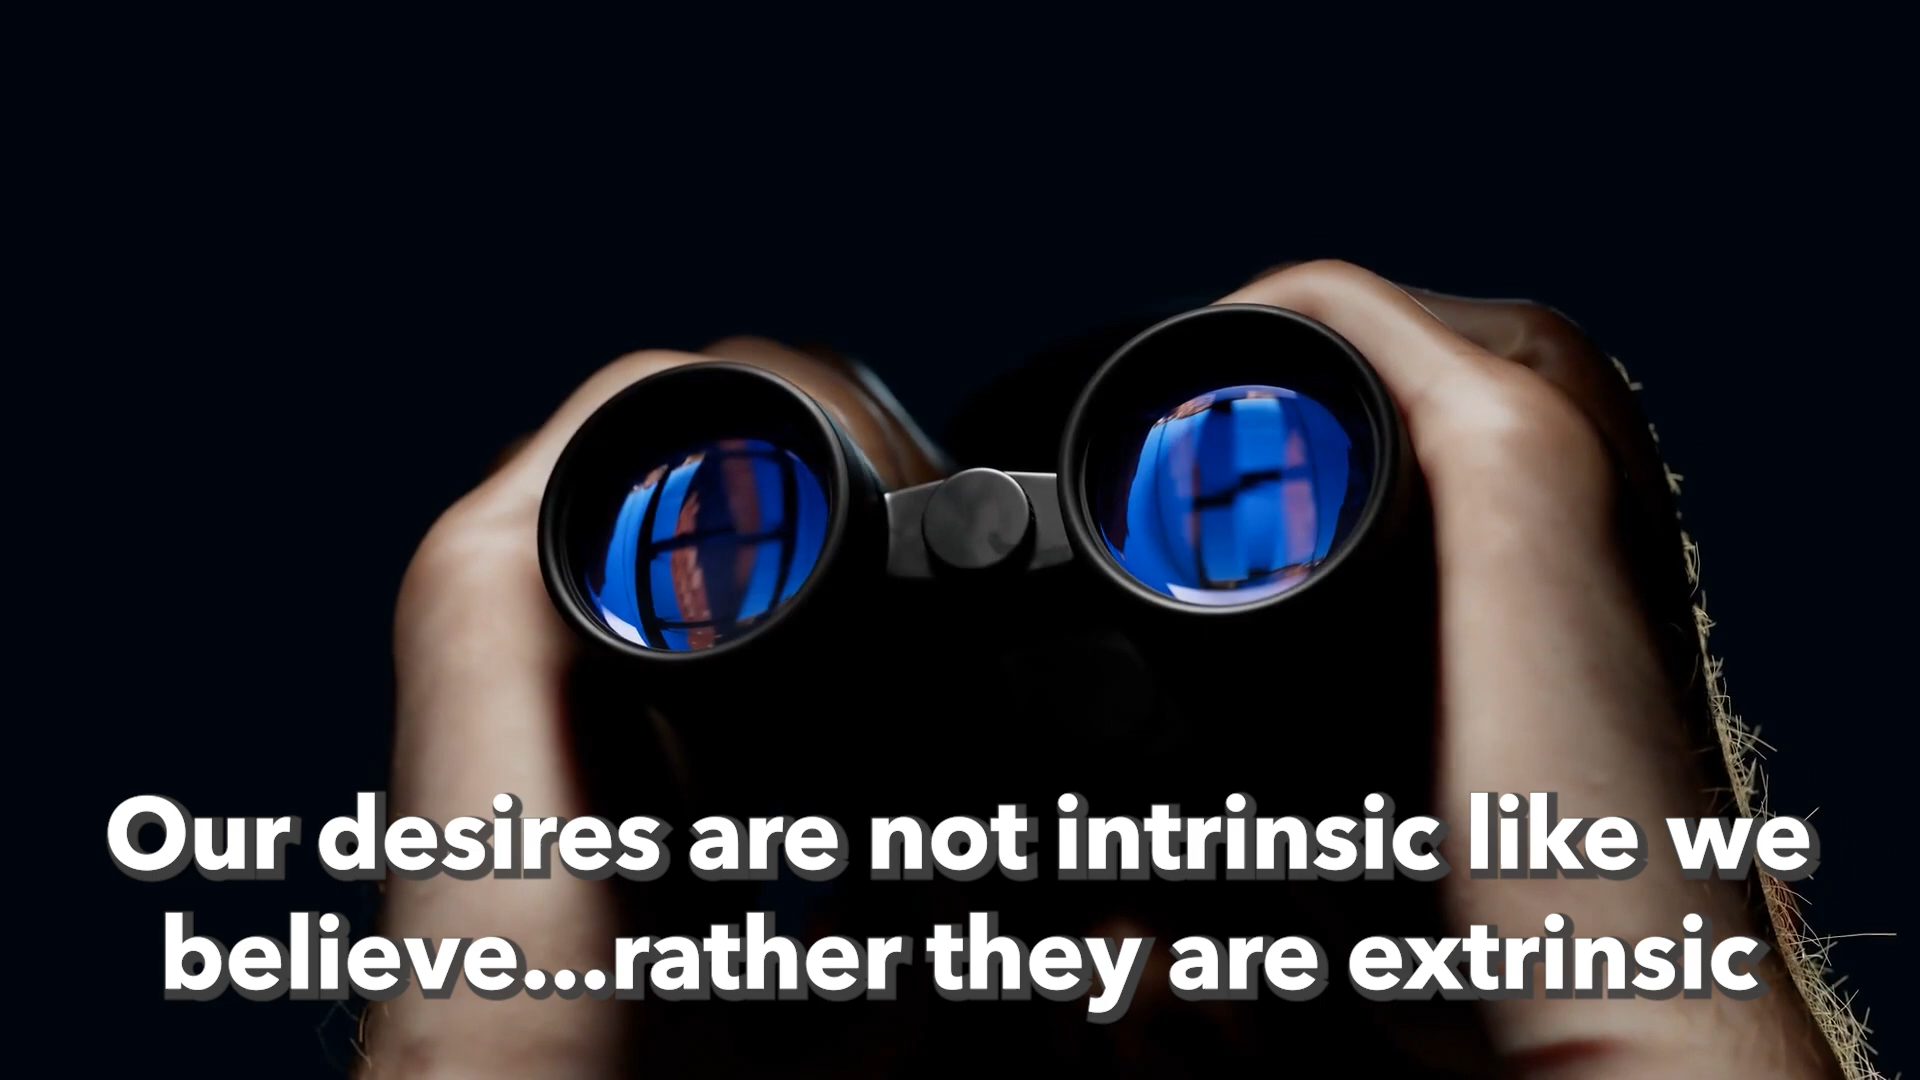 Our desires are not intrinsic like we
believe...rather they are extrinsic